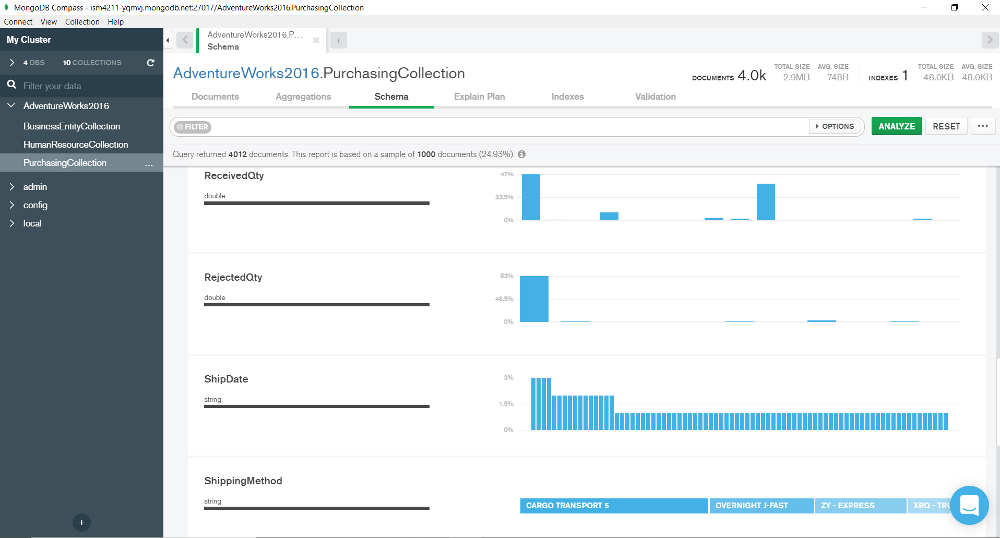 MongoDB Compass - ism4211-yqmvj.mongodb.net:27017/AdventureWorks2016.PurchasingCollection
Connect View Collection Help
My Cluster
4 DBS 10 COLLECTIONS
Filter your data
AdventureWorks2016
BusinessEntityCollection
HumanResourceCollection
PurchasingCollection ...
admin
config
local
AdventureWorks2016.P...
Schema
AdventureWorks2016.PurchasingCollection
DOCUMENTS 4.0k TOTAL SIZE 2.9MB AVG. SIZE 748B INDEXES 1 TOTAL SIZE 48.0KB AVG. SIZE 48.0KB
Documents Aggregations Schema Explain Plan Indexes Validation
FILTER OPTIONS ANALYZE RESET ...
Query returned 4012 documents. This report is based on a sample of 1000 documents (24.93%).
ReceivedQty
double
47%
23.5%
0%
RejectedQty
double
93%
46.5%
0%
ShipDate
string
3%
1.5%
0%
ShippingMethod
string
CARGO TRANSPORT 5 OVERNIGHT J-FAST ZY - EXPRESS XRQ - TRU